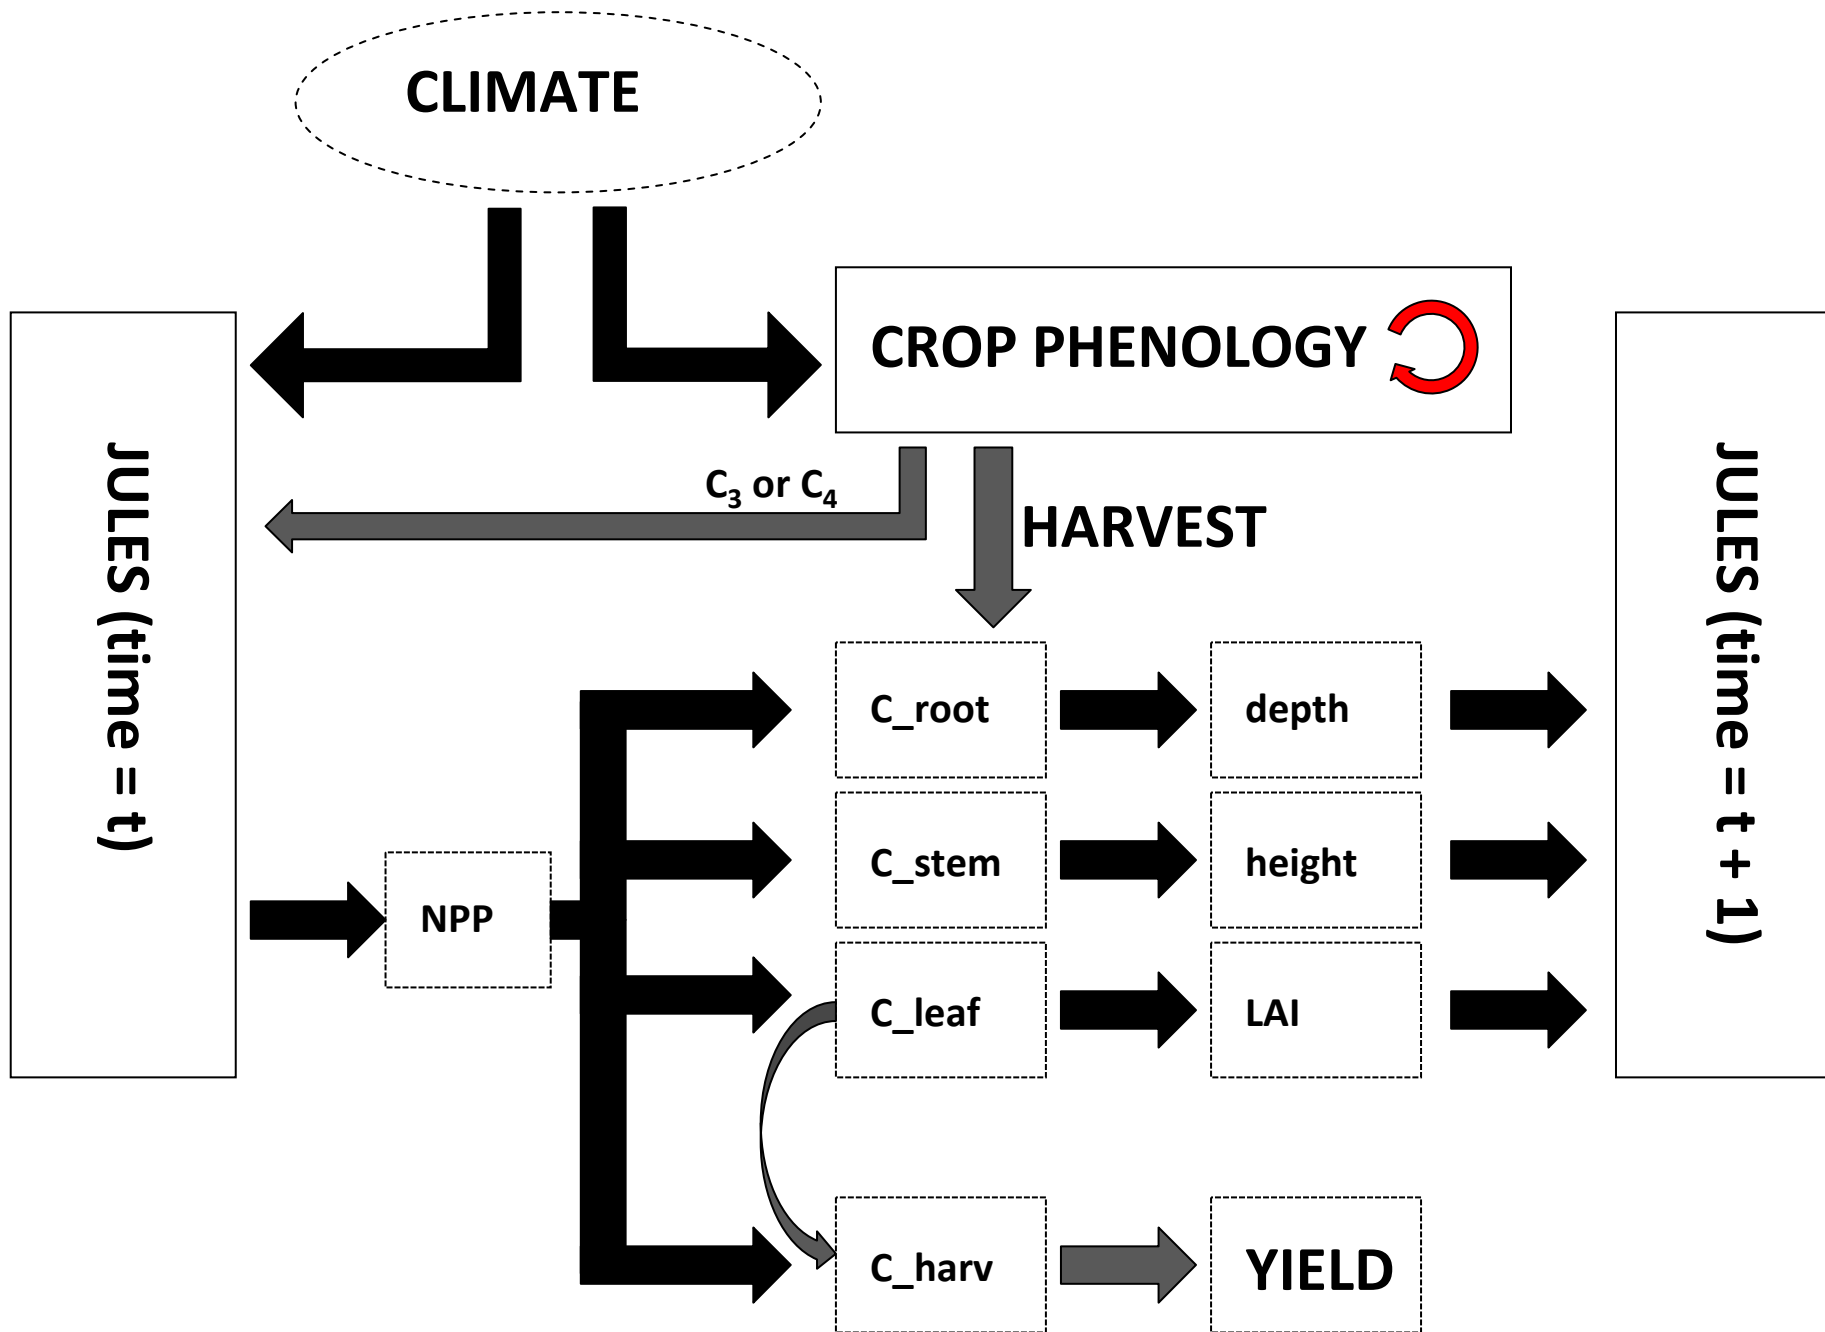 CLIMATE
CROP PHENOLOGY
JULES (time = t)
C₃ or C₄
HARVEST
JULES (time = t + 1)
C_root
depth
C_stem
height
NPP
C_leaf
LAI
C_harv
YIELD